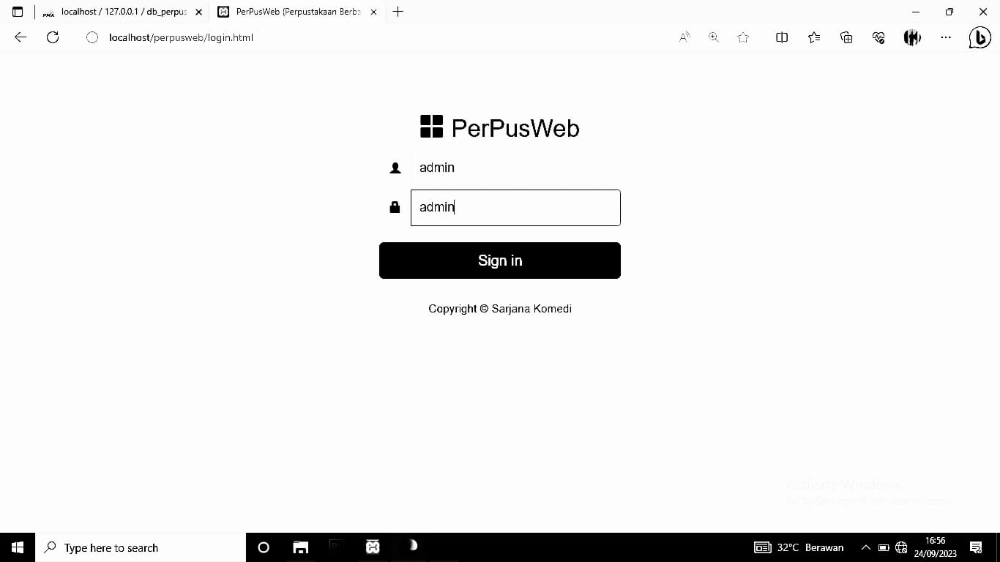 localhost / 127.0.0.1 / db_perpus
PerPusWeb (Perpustakaan Berba
localhost/perpusweb/login.html
PerPusWeb
admin
admin
Sign in
Copyright © Sarjana Komedi
Activate Windows
Go to Settings to activate Windows.
Type here to search
32°C Berawan
16:56
24/09/2023